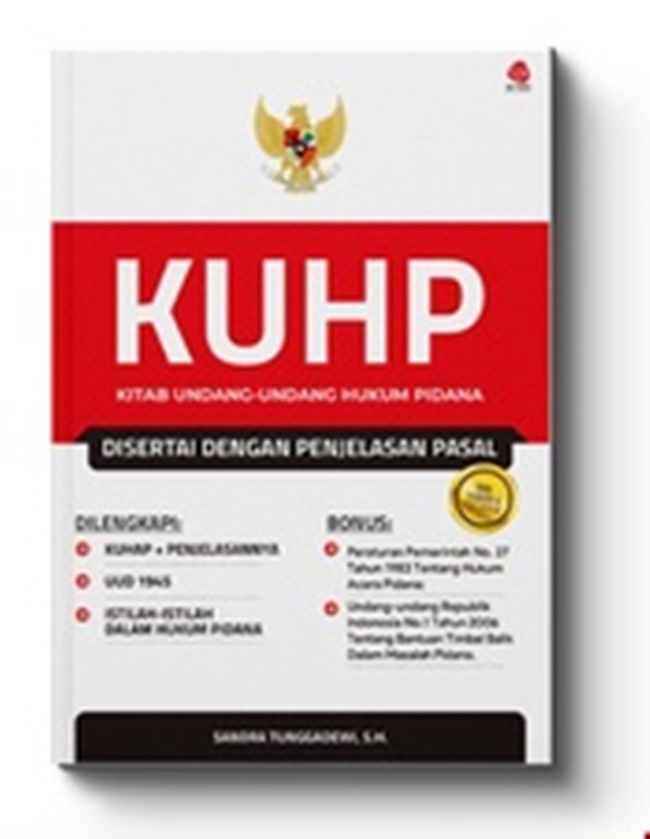 KUHP
KITAB UNDANG-UNDANG HUKUM PIDANA
DISERTAI DENGAN PENJELASAN PASAL
DILENGKAPI:
KUHAP + PENJELASANNYA
UUD 1945
ISTILAH-ISTILAH
DALAM HUKUM PIDANA
BONUS:
Peraturan Pemerintah No. 27
Tahun 1983 Tentang Hukum
Acara Pidana;
Undang-undang Republik
Indonesia No.1 Tahun 2006
Tentang Bantuan Timbal Balik
Dalam Masalah Pidana.
SANDRA TUNGGADEWI, S.H.